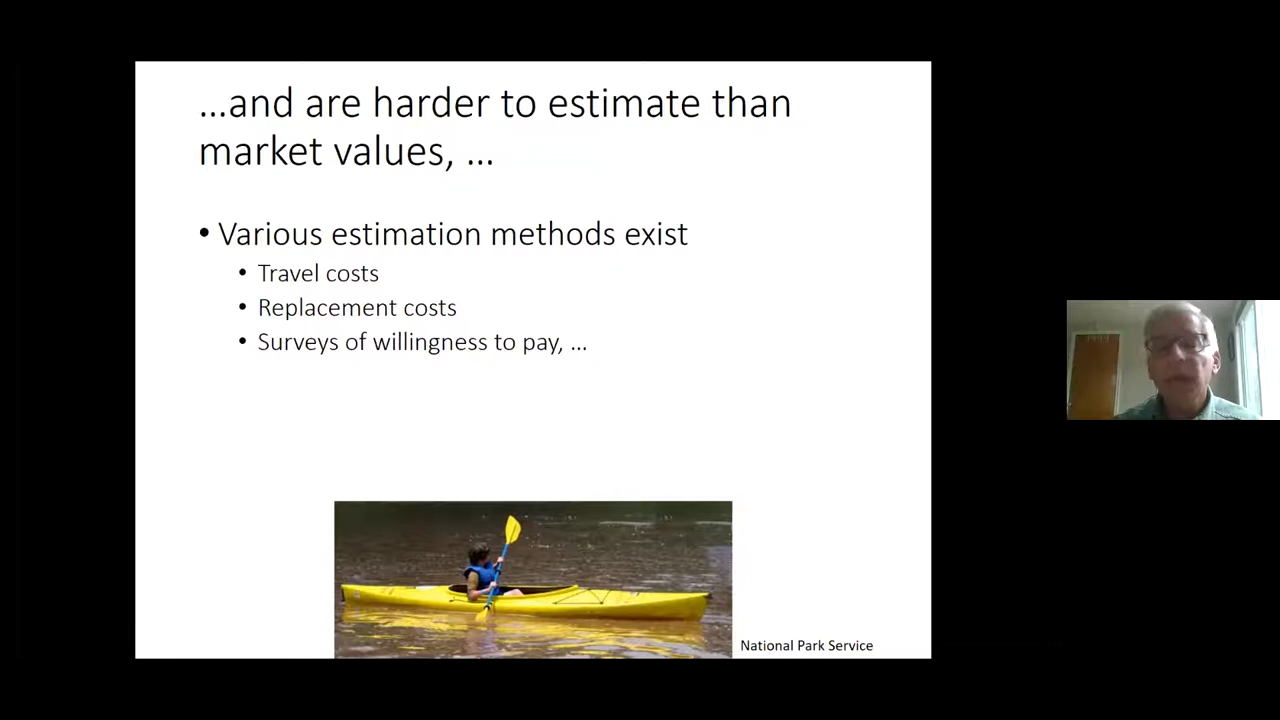 …and are harder to estimate than
market values, …
• Various estimation methods exist
• Travel costs
• Replacement costs
• Surveys of willingness to pay, …
National Park Service